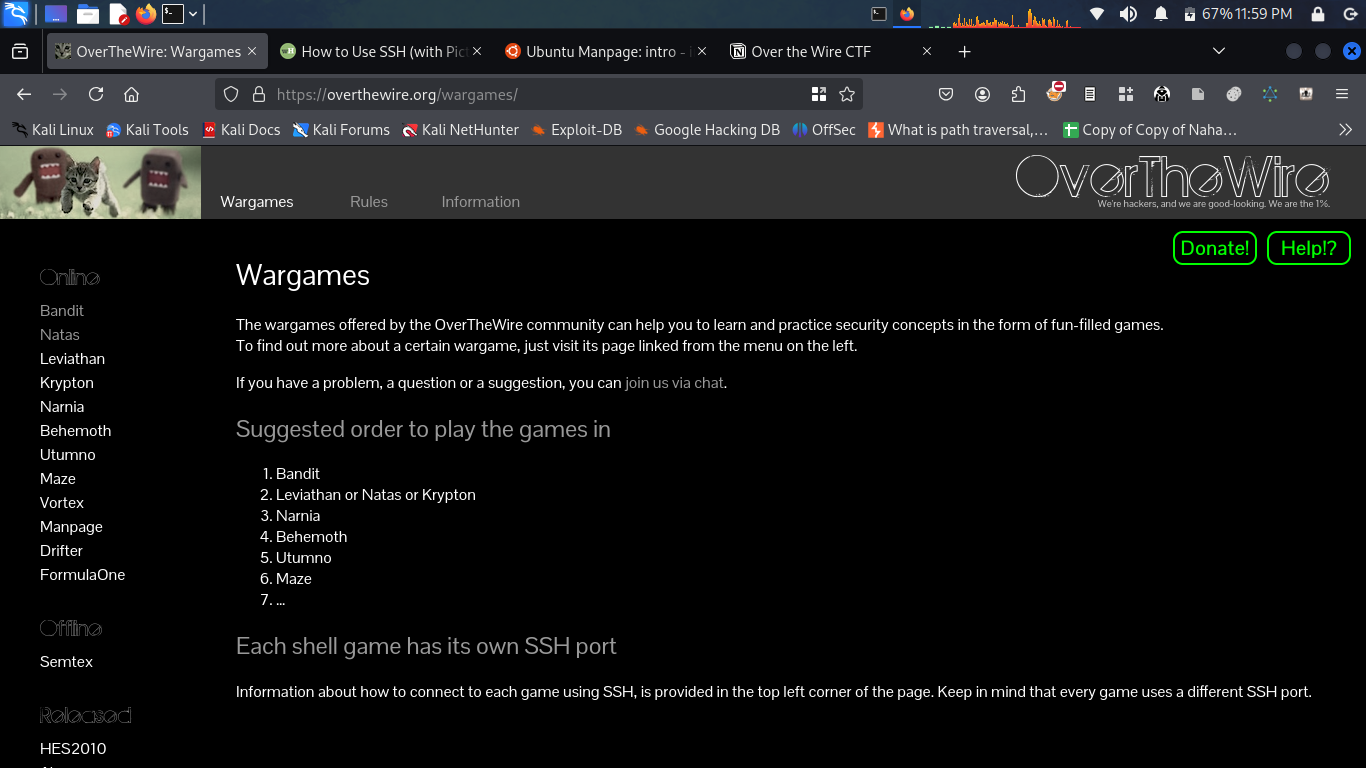 67% 11:59 PM
OverTheWire: Wargames
How to Use SSH (with Pict
Ubuntu Manpage: intro -
Over the Wire CTF
https://overthewire.org/wargames/
Kali Linux
Kali Tools
Kali Docs
Kali Forums
Kali NetHunter
Exploit-DB
Google Hacking DB
OffSec
What is path traversal,…
Copy of Copy of Naha…
Wargames
Rules
Information
OverTheWire
We're hackers, and we are good-looking. We are the 1%.
Donate!
Help!?
Online
Bandit
Natas
Leviathan
Krypton
Narnia
Behemoth
Utumno
Maze
Vortex
Manpage
Drifter
FormulaOne
Offline
Semtex
Released
HES2010
Wargames
The wargames offered by the OverTheWire community can help you to learn and practice security concepts in the form of fun-filled games.
To find out more about a certain wargame, just visit its page linked from the menu on the left.
If you have a problem, a question or a suggestion, you can join us via chat.
Suggested order to play the games in
1. Bandit
2. Leviathan or Natas or Krypton
3. Narnia
4. Behemoth
5. Utumno
6. Maze
7. ...
Each shell game has its own SSH port
Information about how to connect to each game using SSH, is provided in the top left corner of the page. Keep in mind that every game uses a different SSH port.